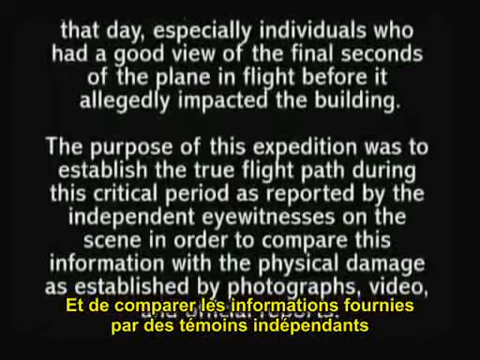 that day, especially individuals who
had a good view of the final seconds
of the plane in flight before it
allegedly impacted the building.
The purpose of this expedition was to
establish the true flight path during
this critical period as reported by the
independent eyewitnesses on the
scene in order to compare this
information with the physical damage
as established by photographs, video,
Et de comparer les informations fournies
par des témoins indépendants